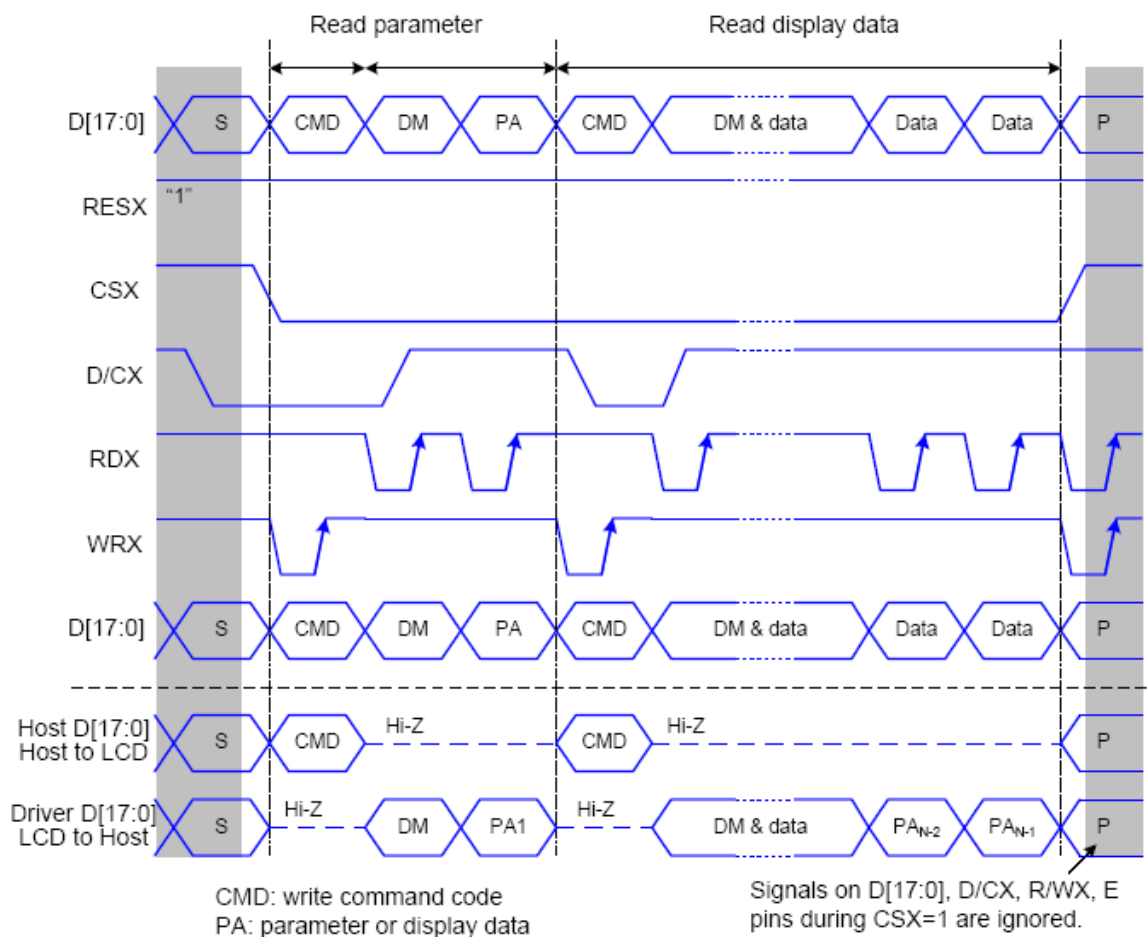 Read parameter Read display data
D[17:0] S CMD DM PA CMD DM & data Data Data P
RESX “1”
CSX
D/CX
RDX
WRX
D[17:0] S CMD DM PA CMD DM & data Data Data P
Host D[17:0]
Host to LCD
S CMD Hi-Z CMD Hi-Z P
Driver D[17:0]
LCD to Host
S Hi-Z DM PA1 Hi-Z DM & data PAN-2 PAN-1 P
CMD: write command code
PA: parameter or display data
Signals on D[17:0], D/CX, R/WX, E
pins during CSX=1 are ignored.